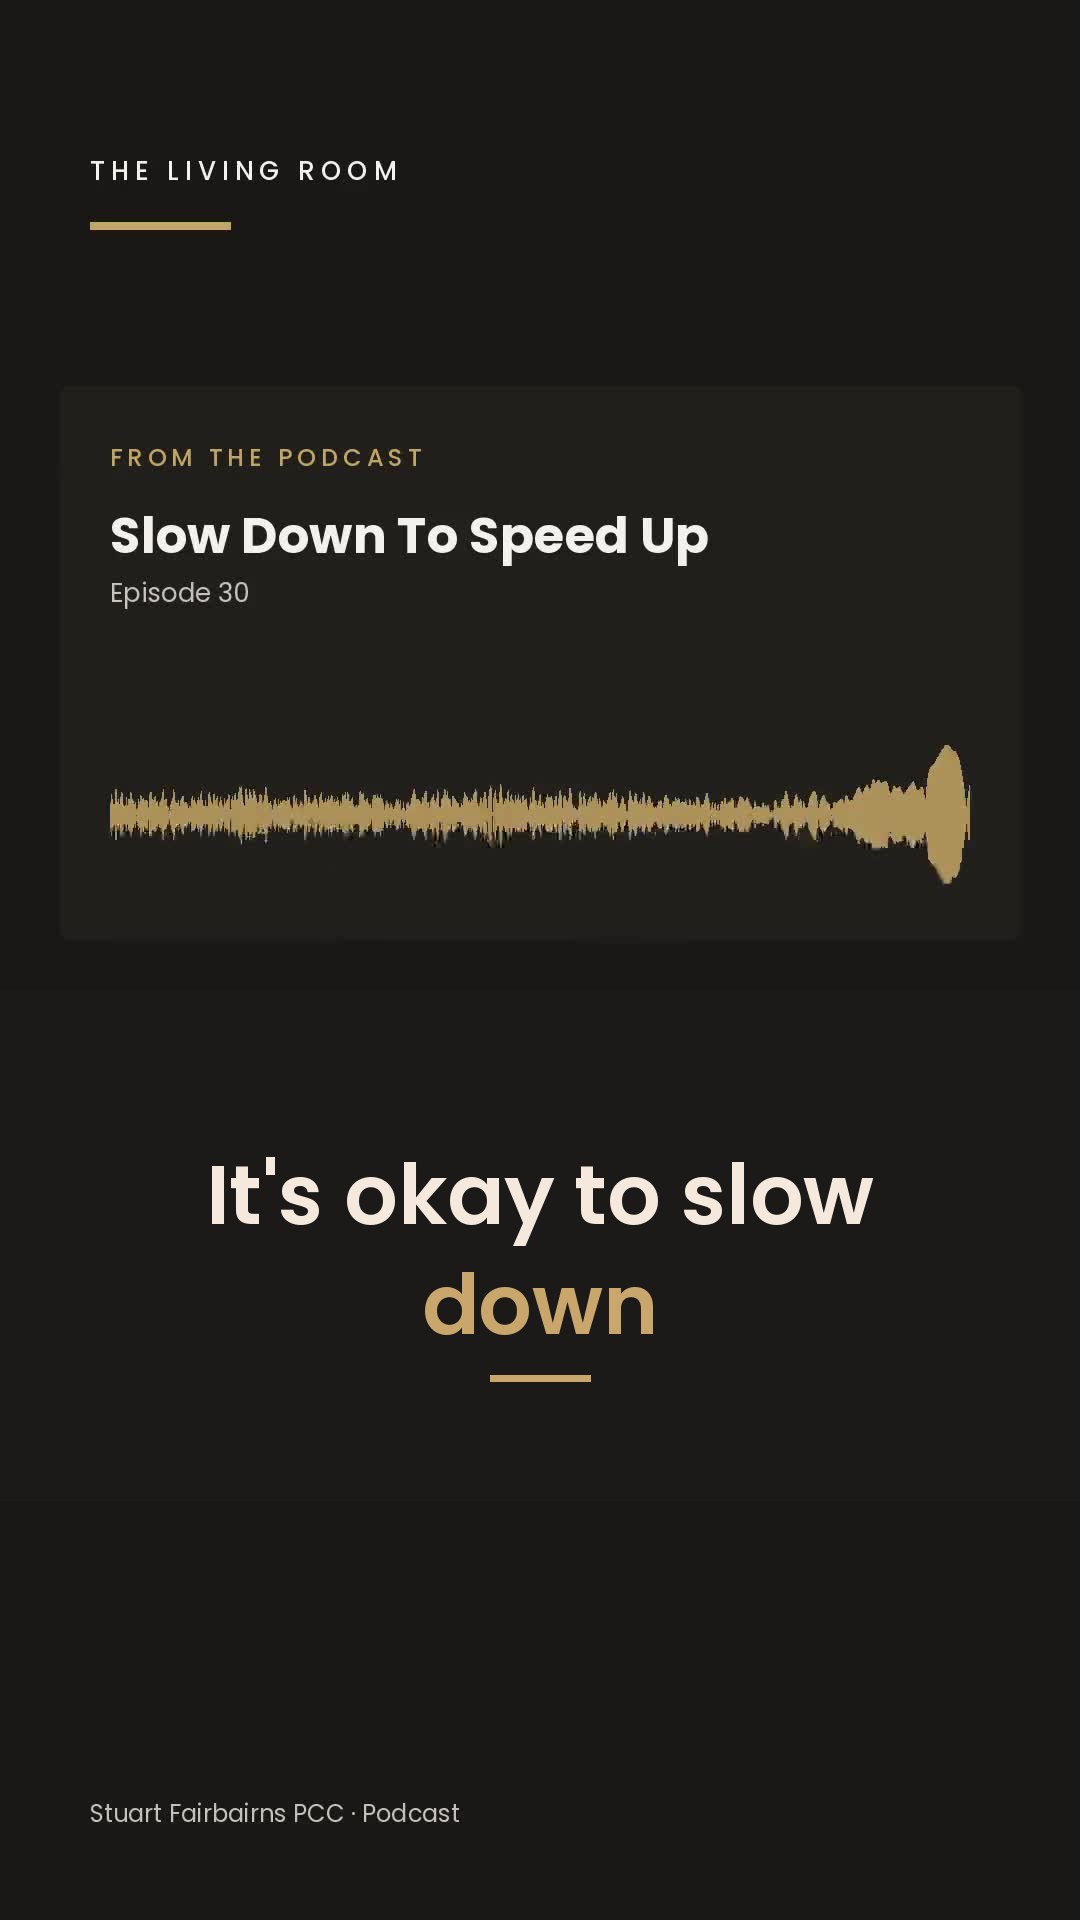 THE LIVING ROOM
FROM THE PODCAST
Slow Down To Speed Up
Episode 30
It's okay to slow
down
Stuart Fairbairns PCC · Podcast